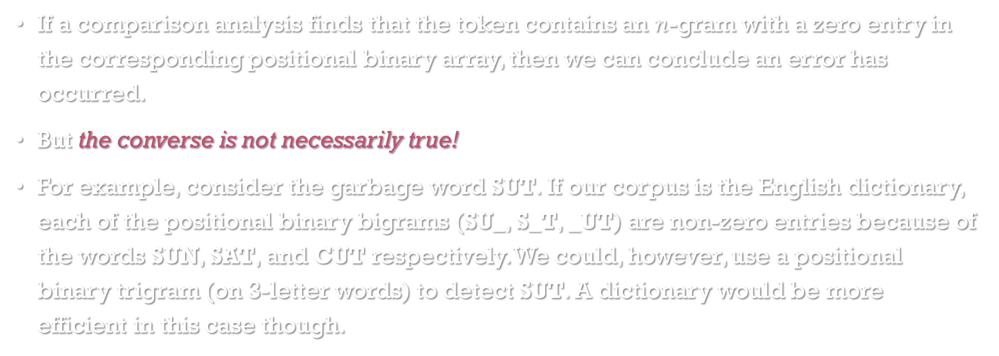 • If a comparison analysis finds that the token contains an n-gram with a zero entry in
the corresponding positional binary array, then we can conclude an error has
occurred.
• But the converse is not necessarily true!
• For example, consider the garbage word SUT. If our corpus is the English dictionary,
each of the positional binary bigrams (SU_, S_T, _UT) are non-zero entries because of
the words SUN, SAT, and CUT respectively. We could, however, use a positional
binary trigram (on 3-letter words) to detect SUT. A dictionary would be more
efficient in this case though.